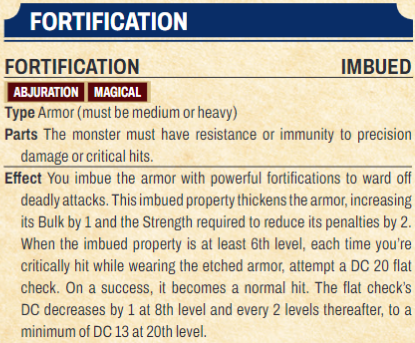 FORTIFICATION
FORTIFICATION IMBUED
ABJURATION MAGICAL
Type Armor (must be medium or heavy)
Parts The monster must have resistance or immunity to precision
damage or critical hits.
Effect You imbue the armor with powerful fortifications to ward off
deadly attacks. This imbued property thickens the armor, increasing
its Bulk by 1 and the Strength required to reduce its penalties by 2.
When the imbued property is at least 6th level, each time you're
critically hit while wearing the etched armor, attempt a DC 20 flat
check. On a success, it becomes a normal hit. The flat check's
DC decreases by 1 at 8th level and every 2 levels thereafter, to a
minimum of DC 13 at 20th level.